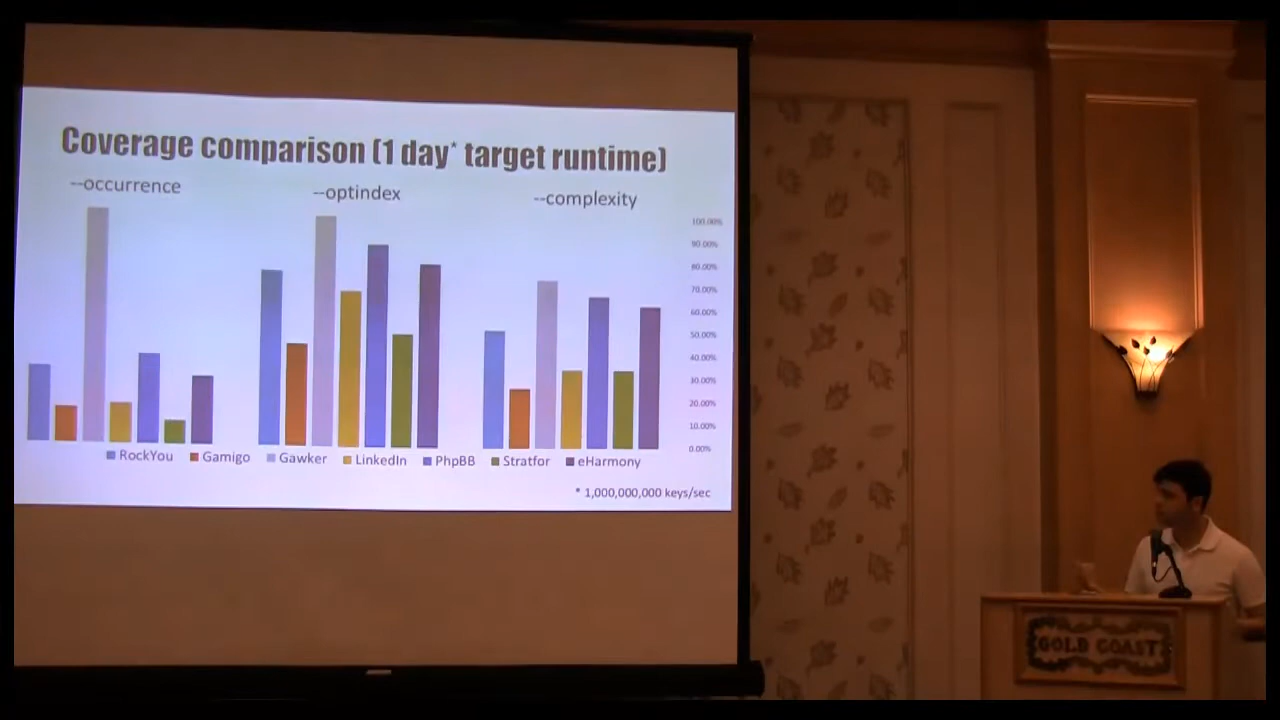 Coverage comparison (1 day* target runtime)
--occurrence
--optindex
--complexity
100.00%
90.00%
80.00%
70.00%
60.00%
50.00%
40.00%
30.00%
20.00%
10.00%
0.00%
RockYou Gamigo Gawker LinkedIn PhpBB Stratfor eHarmony
* 1,000,000,000 keys/sec
GOLD COAST